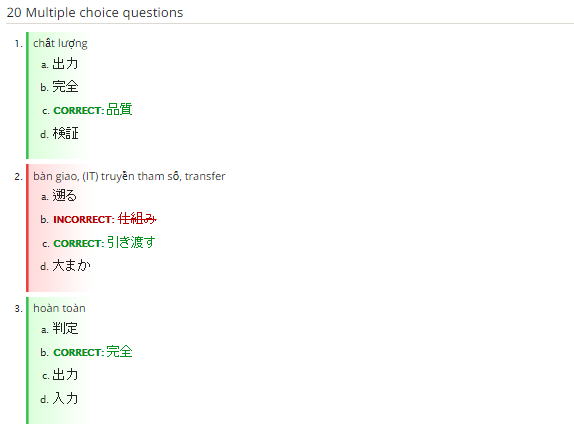 20 Multiple choice questions
1. chất lượng
a. 出力
b. 完全
c. CORRECT: 品質
d. 検証
2. bàn giao, (IT) truyền tham số, transfer
a. 遡る
b. INCORRECT: 仕組み
c. CORRECT: 引き渡す
d. 大まか
3. hoàn toàn
a. 判定
b. CORRECT: 完全
c. 出力
d. 入力